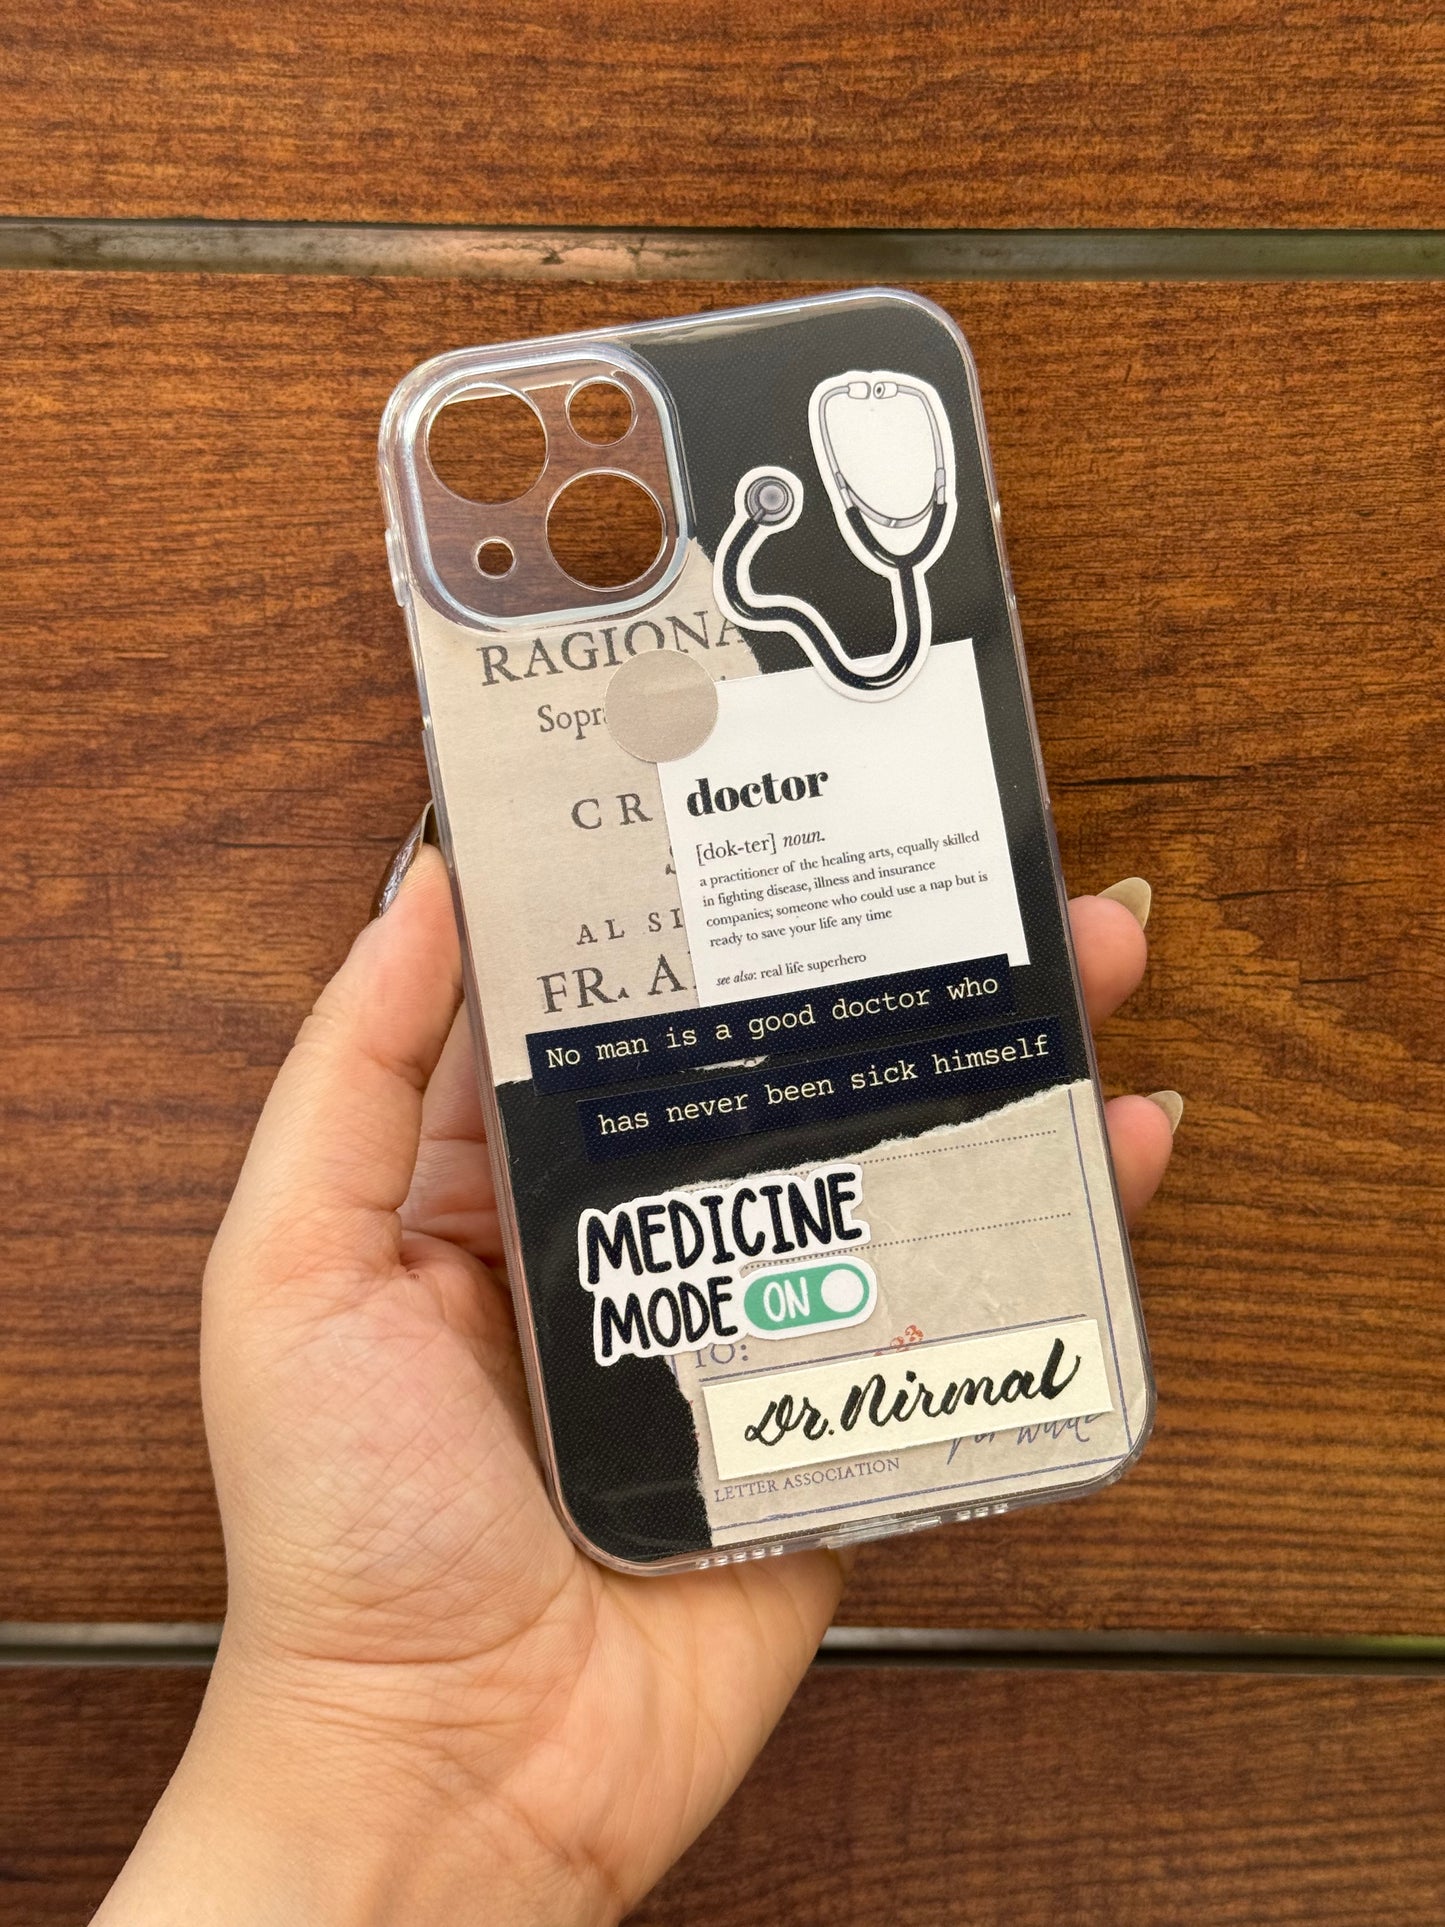 RAGIONA
Sopr
CR
AL SI
FR. A
doctor
[dok-ter] noun.
a practitioner of the healing arts, equally skilled
in fighting disease, illness and insurance
companies; someone who could use a nap but is
ready to save your life any time
see also: real life superhero
No man is a good doctor who
has never been sick himself
MEDICINE
MODE ON
TO:
Dr. Nirmal
LETTER ASSOCIATION